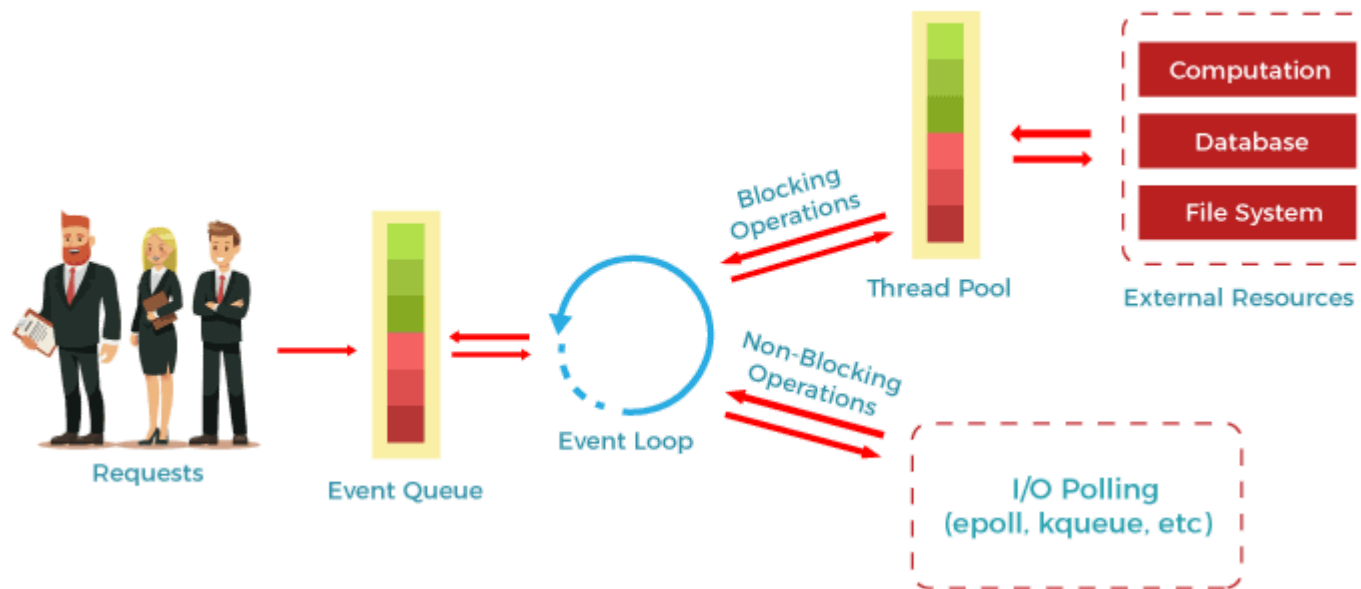 Requests
Event Queue
Event Loop
Blocking
Operations
Non-Blocking
Operations
Thread Pool
Computation
Database
File System
External Resources
I/O Polling
(epoll, kqueue, etc)